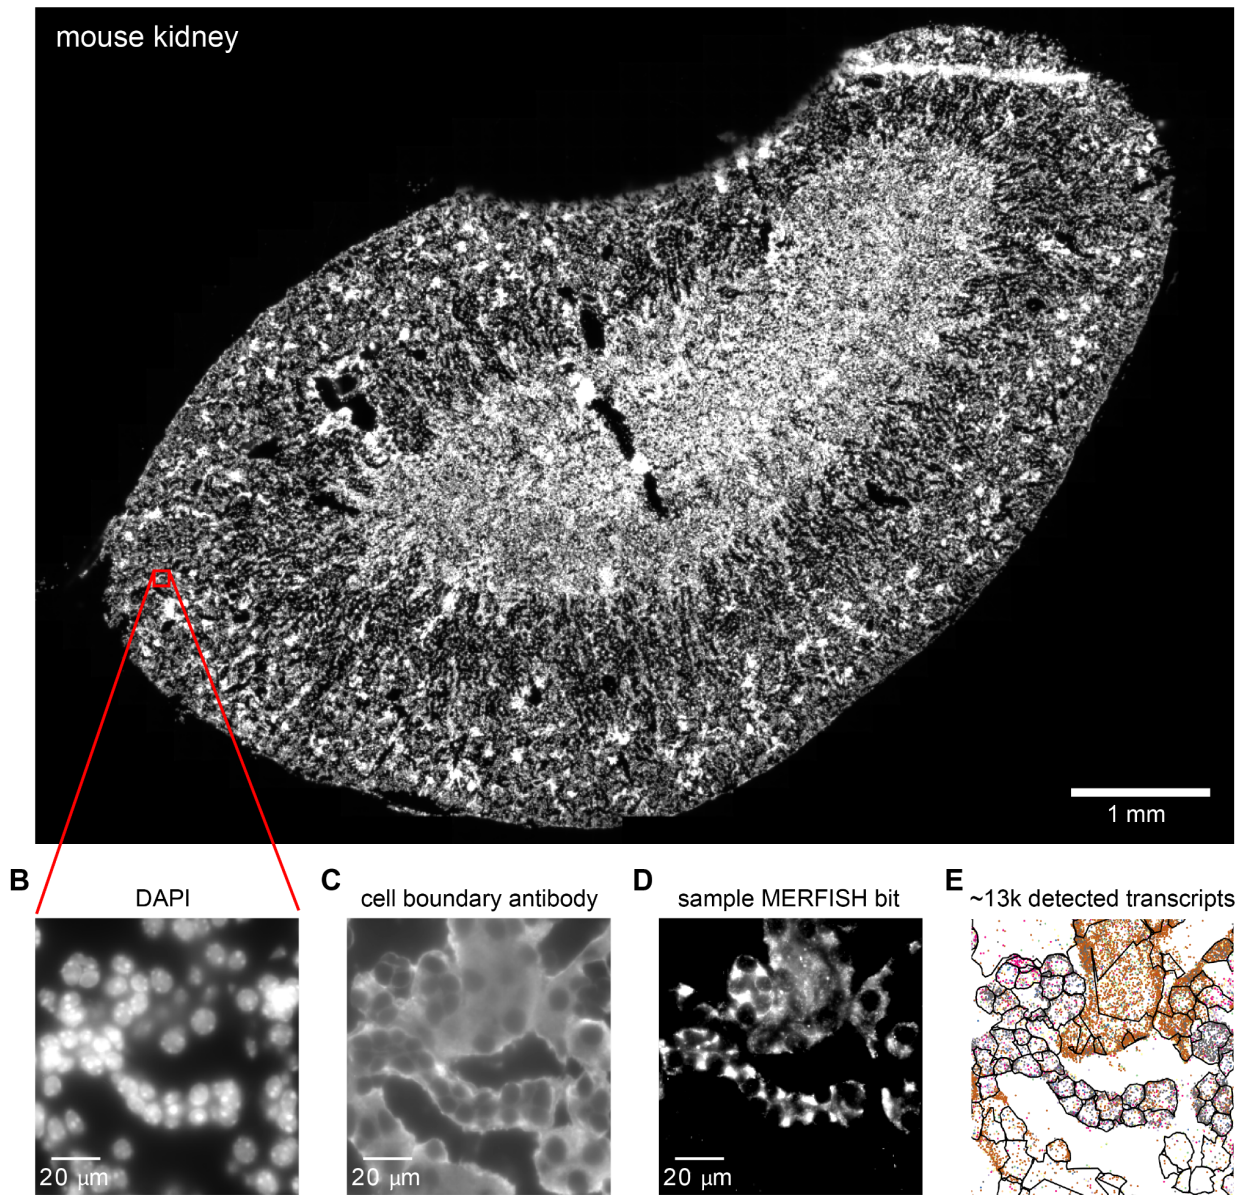 mouse kidney
1 mm
B
DAPI
C
cell boundary antibody
D
sample MERFISH bit
E
~13k detected transcripts
20 μm
20 μm
20 μm